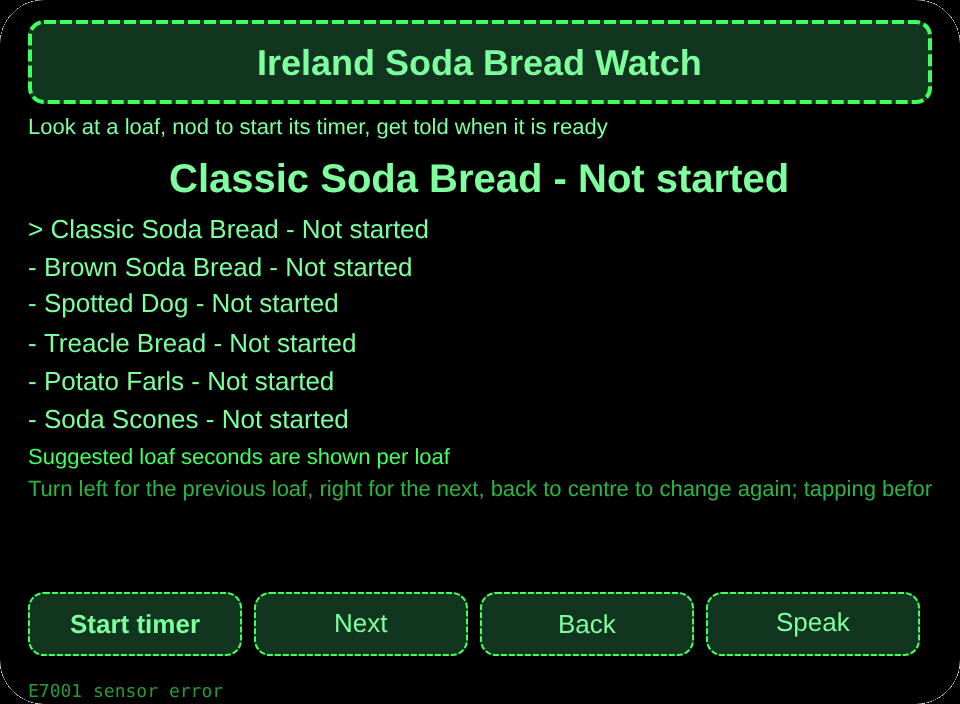 Ireland Soda Bread Watch
Look at a loaf, nod to start its timer, get told when it is ready
Classic Soda Bread - Not started
> Classic Soda Bread - Not started
- Brown Soda Bread - Not started
- Spotted Dog - Not started
- Treacle Bread - Not started
- Potato Farls - Not started
- Soda Scones - Not started
Suggested loaf seconds are shown per loaf
Turn left for the previous loaf, right for the next, back to centre to change again; tapping befor
Start timer
Next
Back
Speak
E7001 sensor error